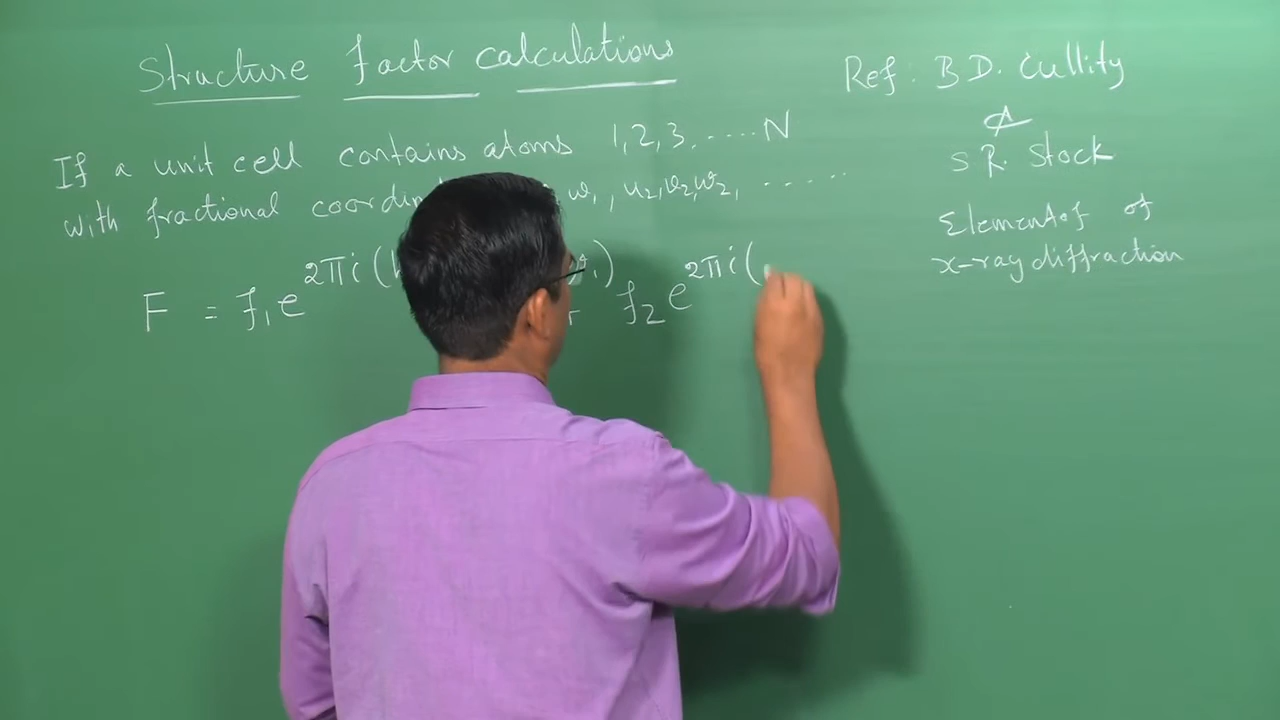 Structure factor calculations
If a unit cell contains atoms 1, 2, 3, ..... N
with fractional w₁, u₂, v₂, w₂, ......
2πi ( ₁) 2πi (
F = f₁ e f₂ e
Ref: B D. Cullity
&
S R. Stock
Elements of
x-ray diffraction